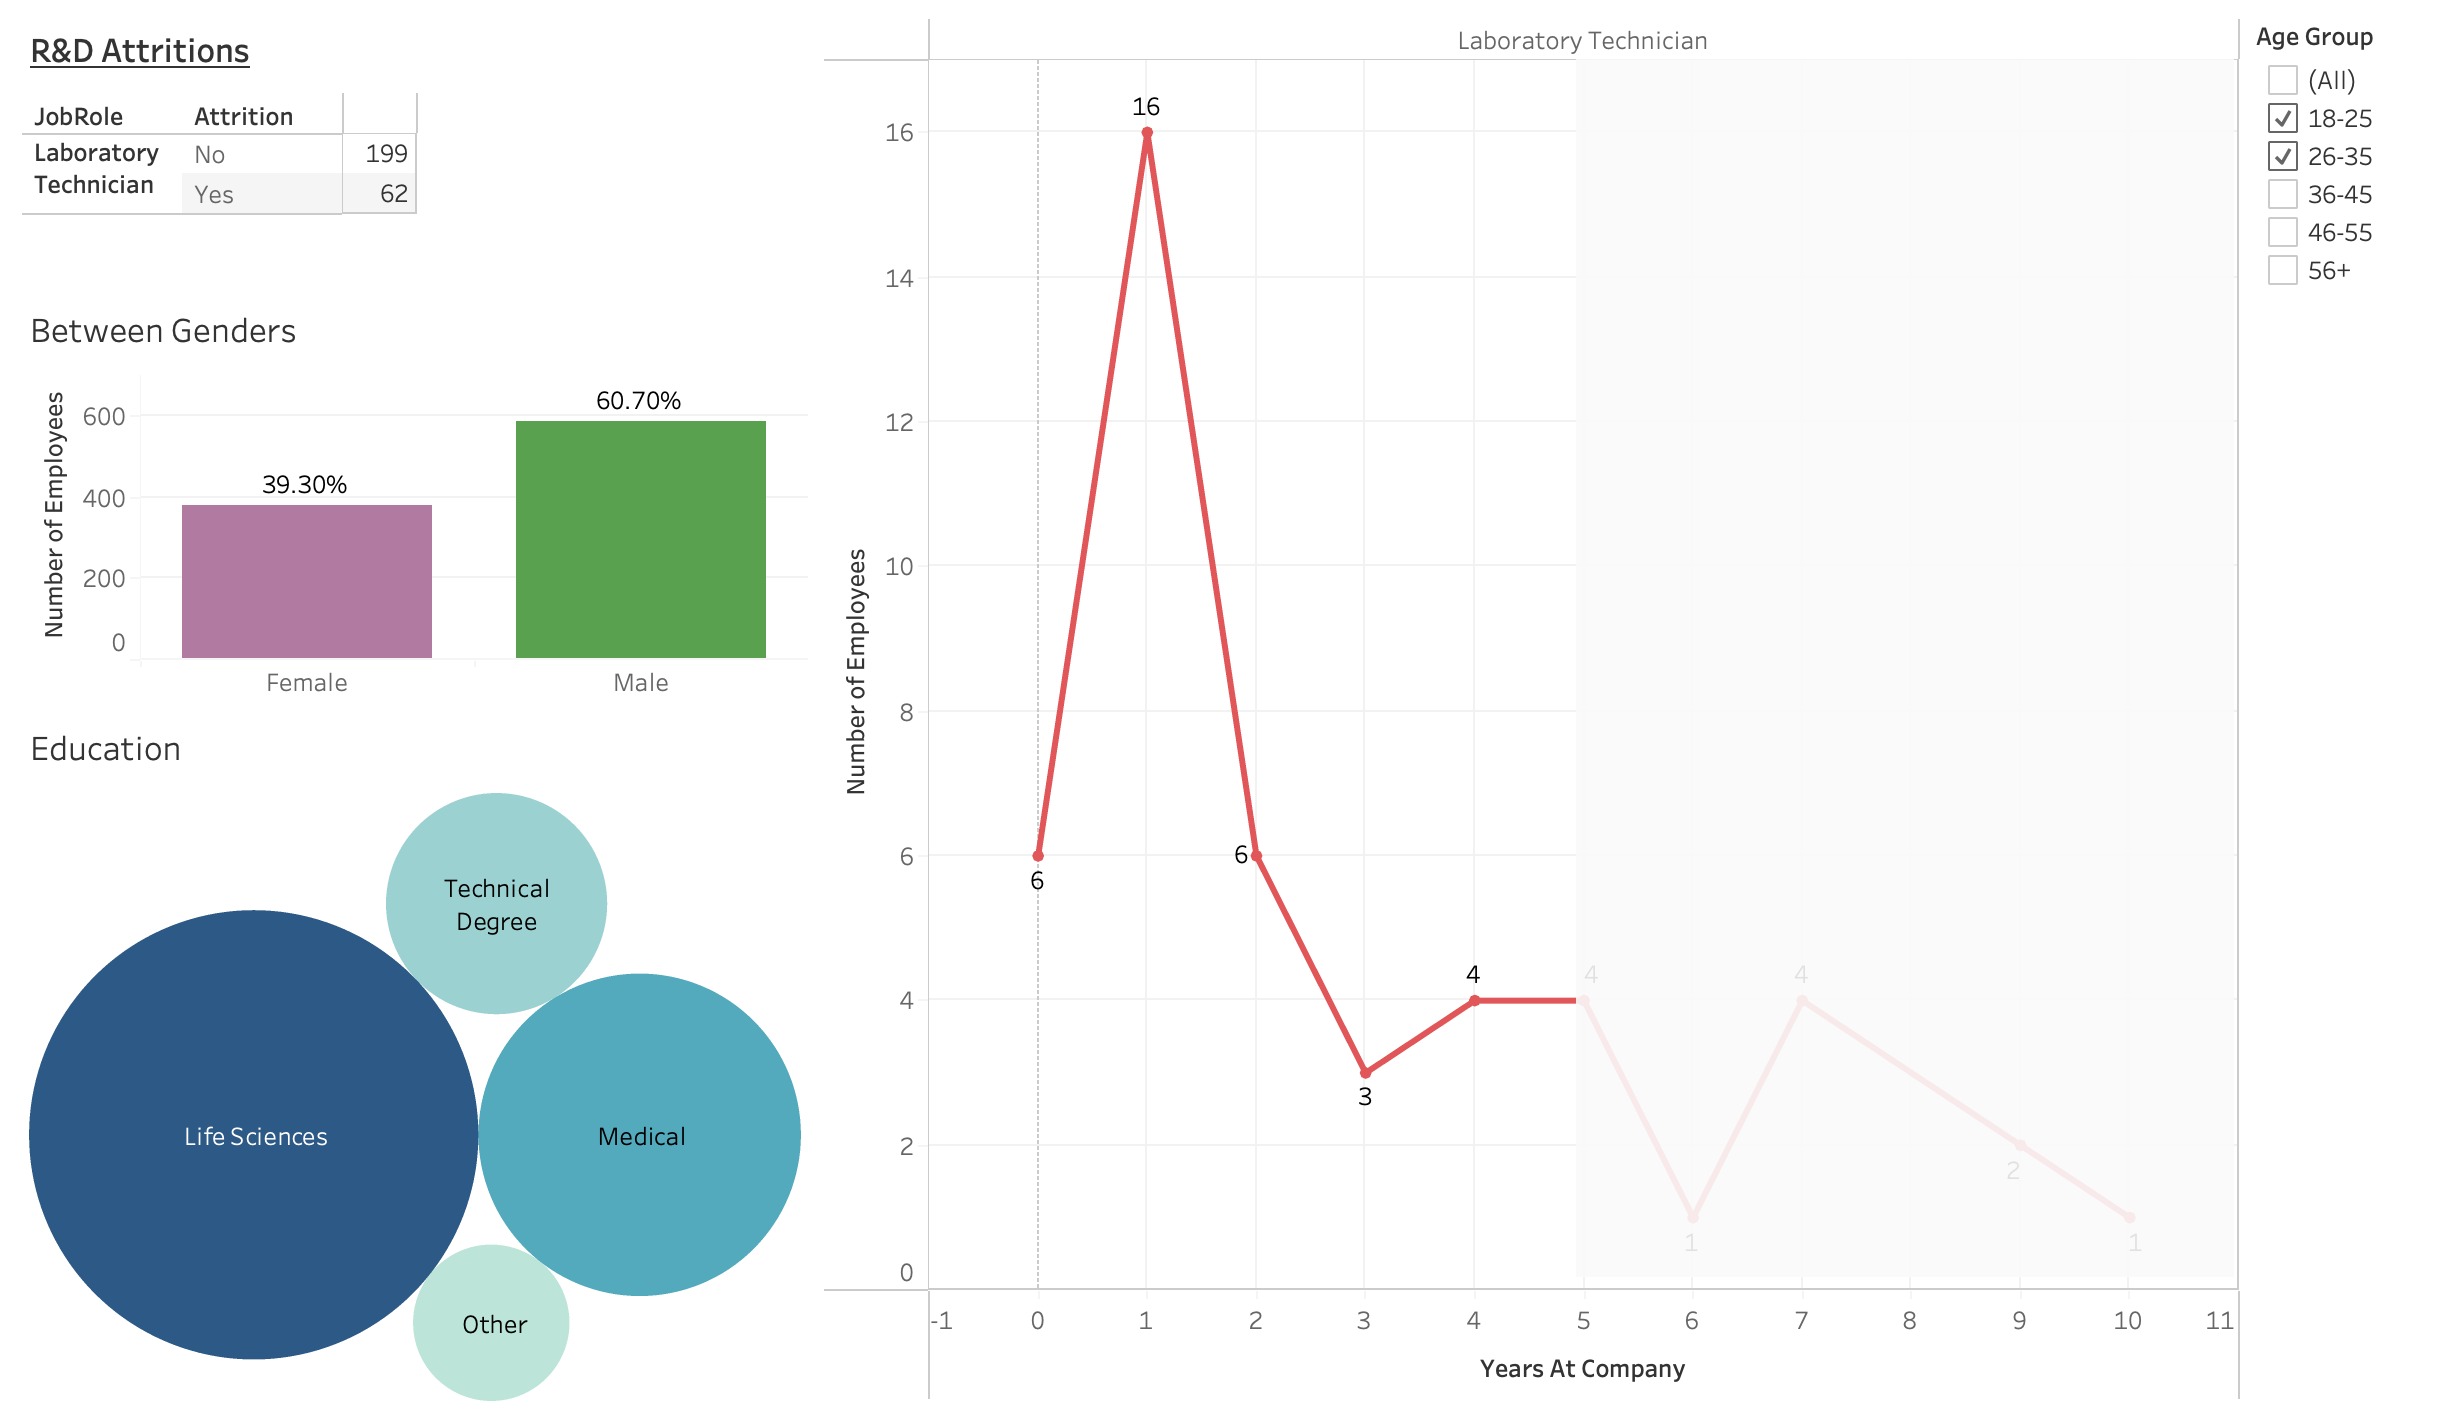 R&D Attritions
JobRole Attrition
Laboratory Technician
No 199
Yes 62
Between Genders
Number of Employees
600
400
200
0
39.30%
60.70%
Female Male
Education
Technical
Degree
Life Sciences
Medical
Other
Laboratory Technician
Number of Employees
16
14
12
10
8
6
4
2
0
6
16
6
3
4
4
1
4
2
1
-1 0 1 2 3 4 5 6 7 8 9 10 11
Years At Company
Age Group
(All)
18-25
26-35
36-45
46-55
56+